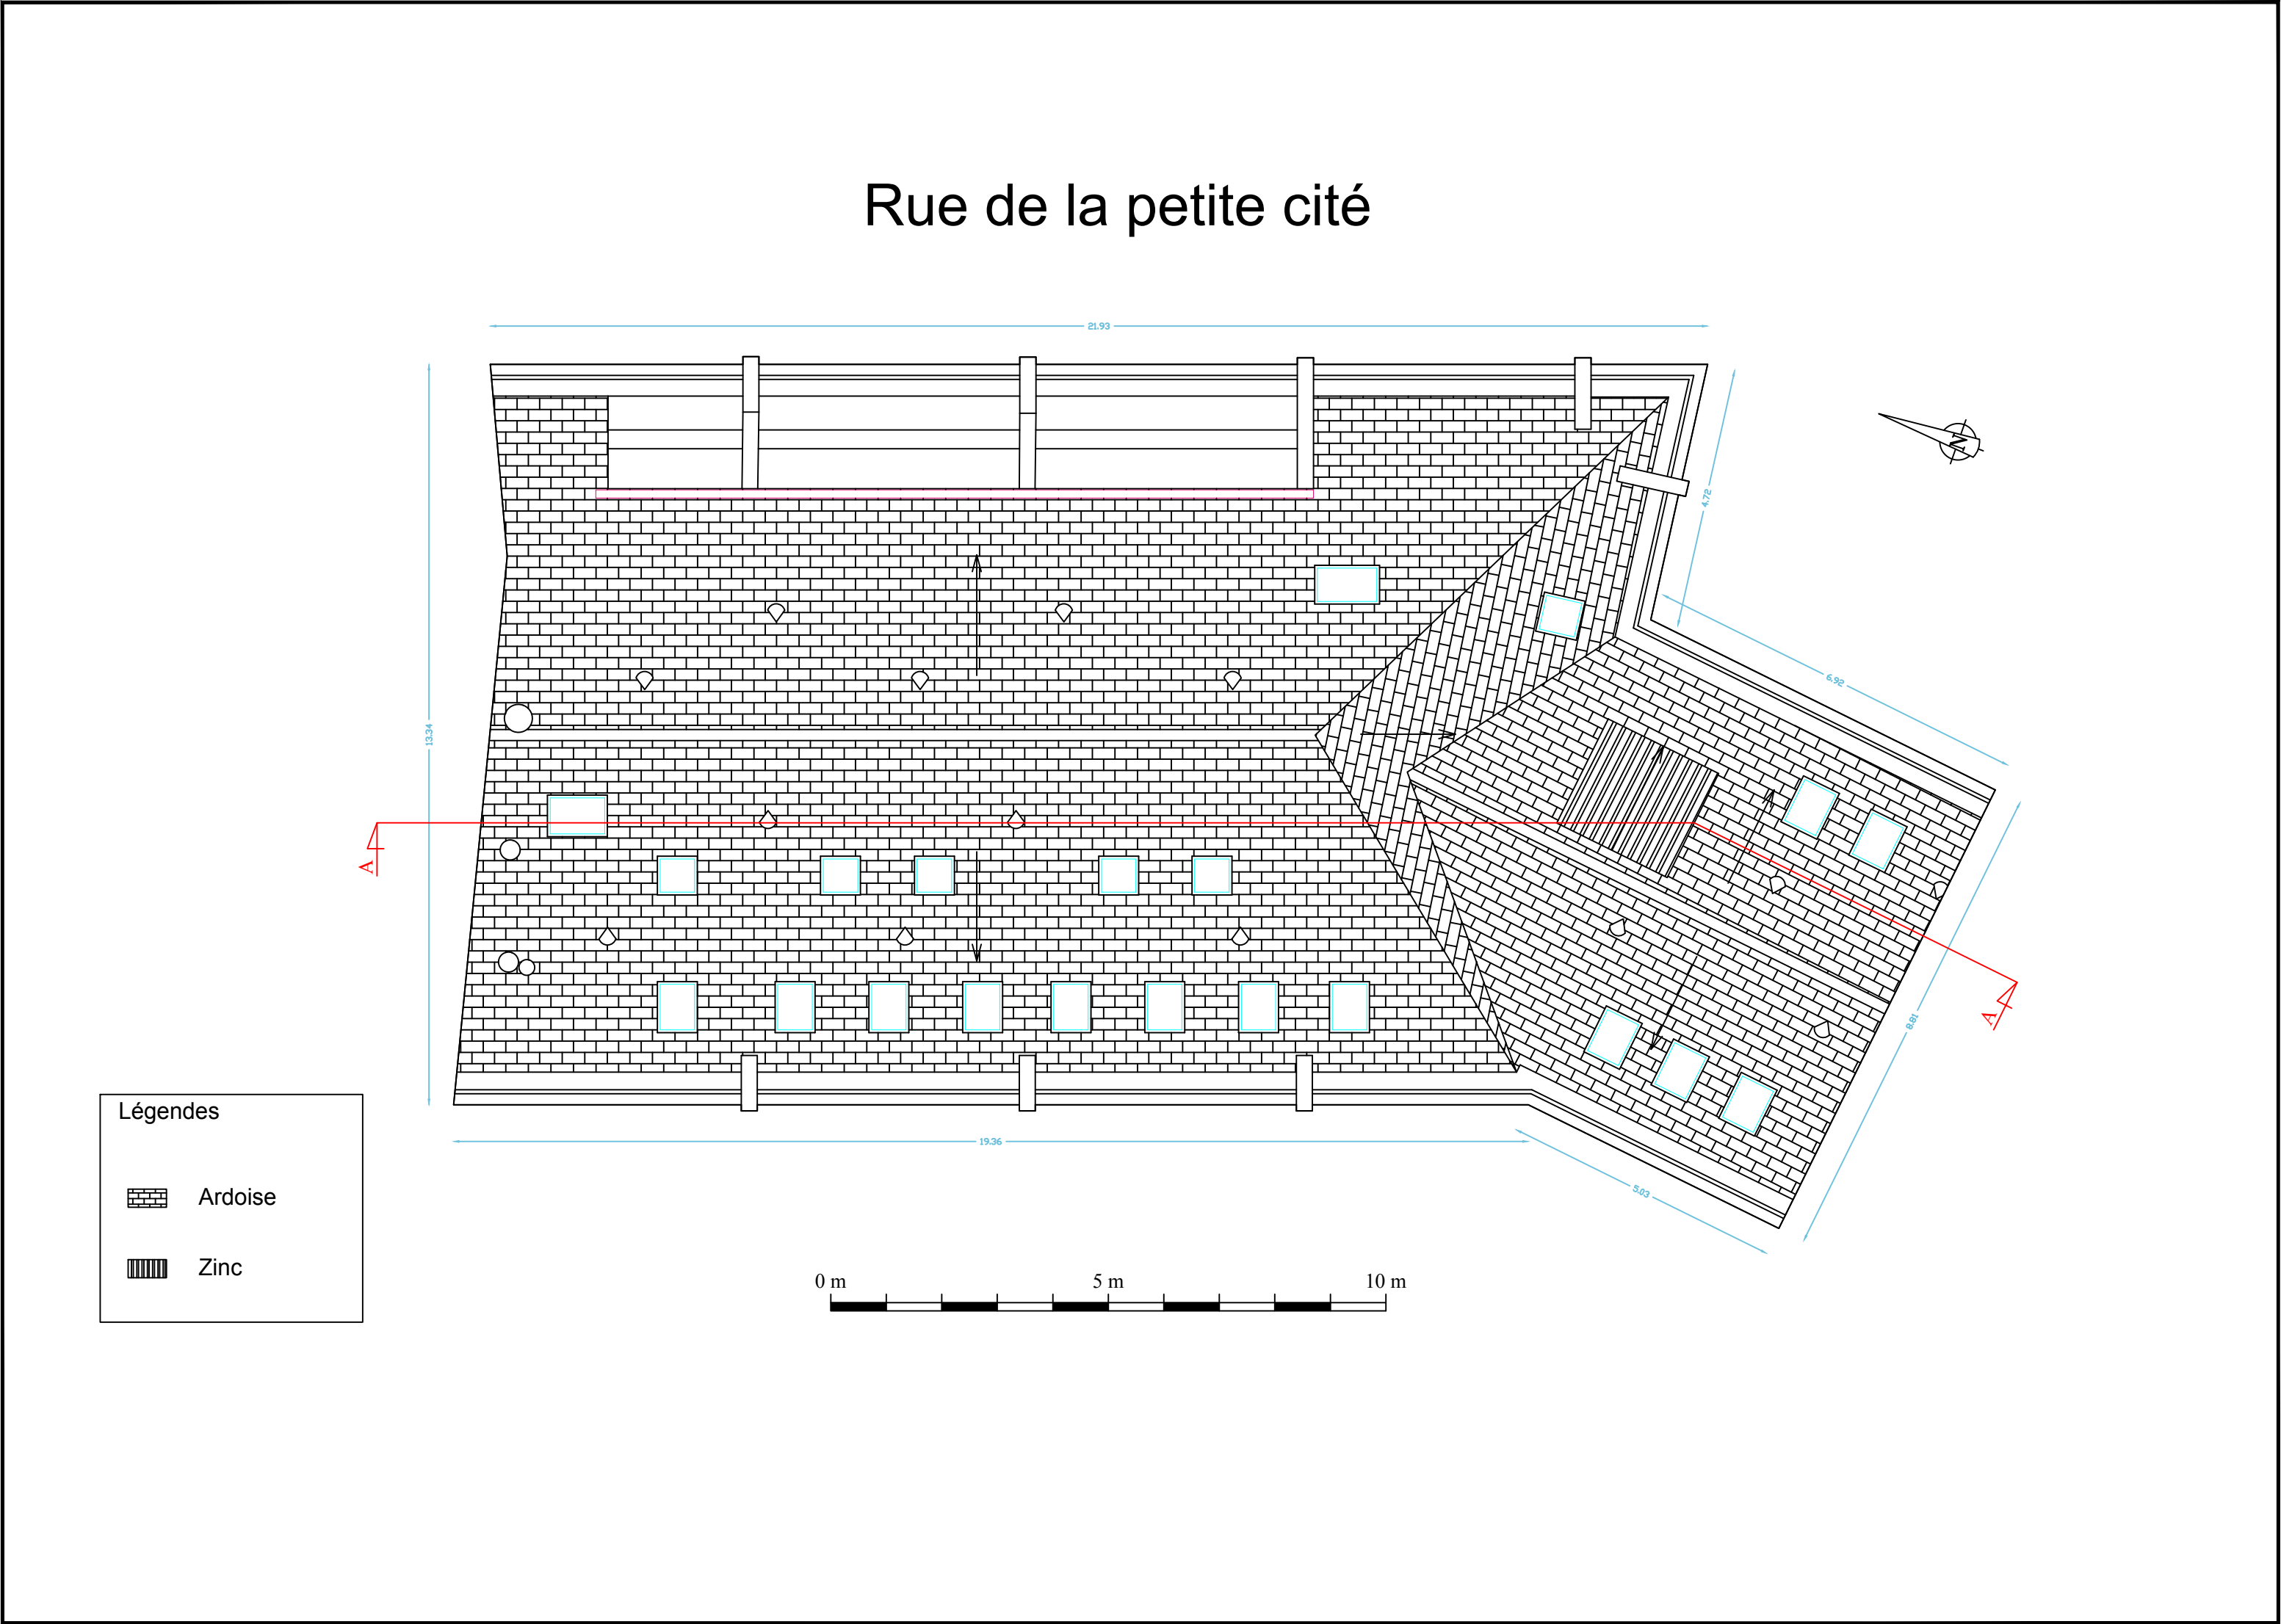 Rue de la petite cité
21.93
N
4.72
6.92
13.34
A
A
8.81
19.36
5.03
Légendes
Ardoise
Zinc
0 m 5 m 10 m